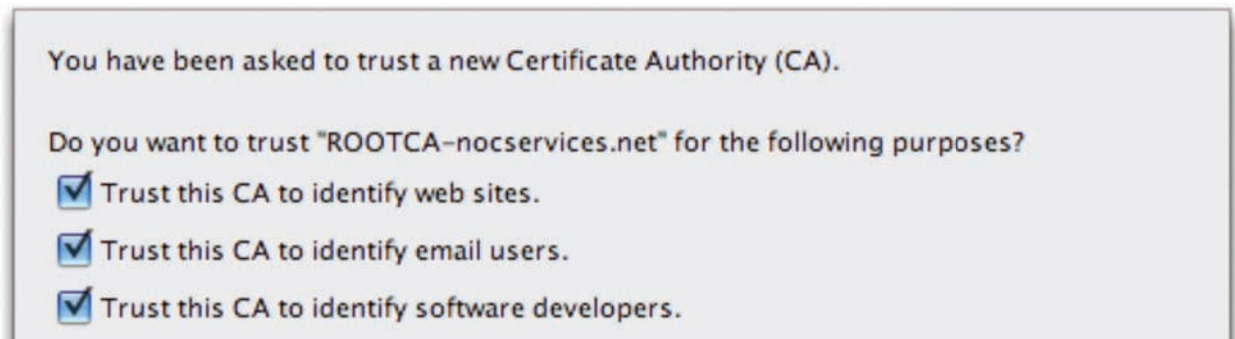 You have been asked to trust a new Certificate Authority (CA).
Do you want to trust "ROOTCA-nocservices.net" for the following purposes?
Trust this CA to identify web sites.
Trust this CA to identify email users.
Trust this CA to identify software developers.